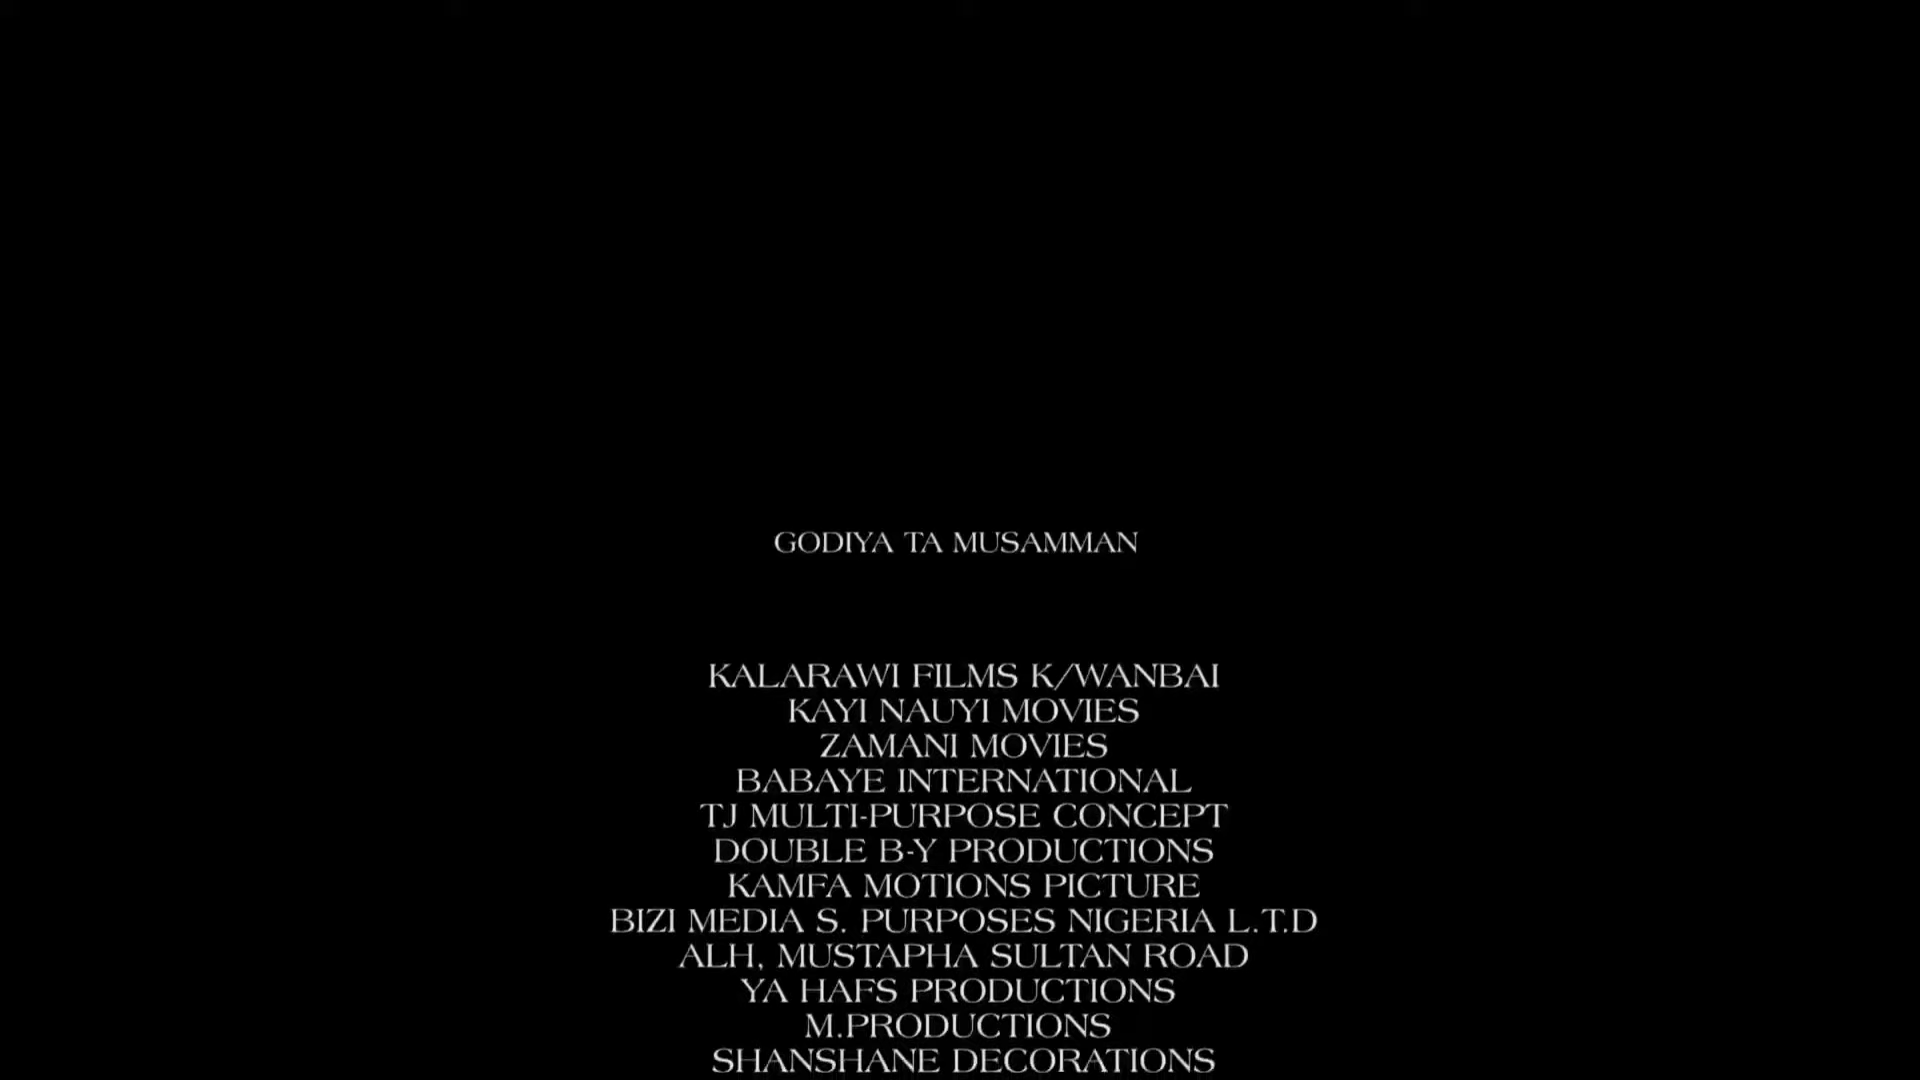 GODIYA TA MUSAMMAN
KALARAWI FILMS K/WANBAI
KAYI NAUYI MOVIES
ZAMANI MOVIES
BABAYE INTERNATIONAL
TJ MULTI-PURPOSE CONCEPT
DOUBLE B-Y PRODUCTIONS
KAMFA MOTIONS PICTURE
BIZI MEDIA S. PURPOSES NIGERIA L.T.D
ALH, MUSTAPHA SULTAN ROAD
YA HAFS PRODUCTIONS
M.PRODUCTIONS
SHANSHANE DECORATIONS